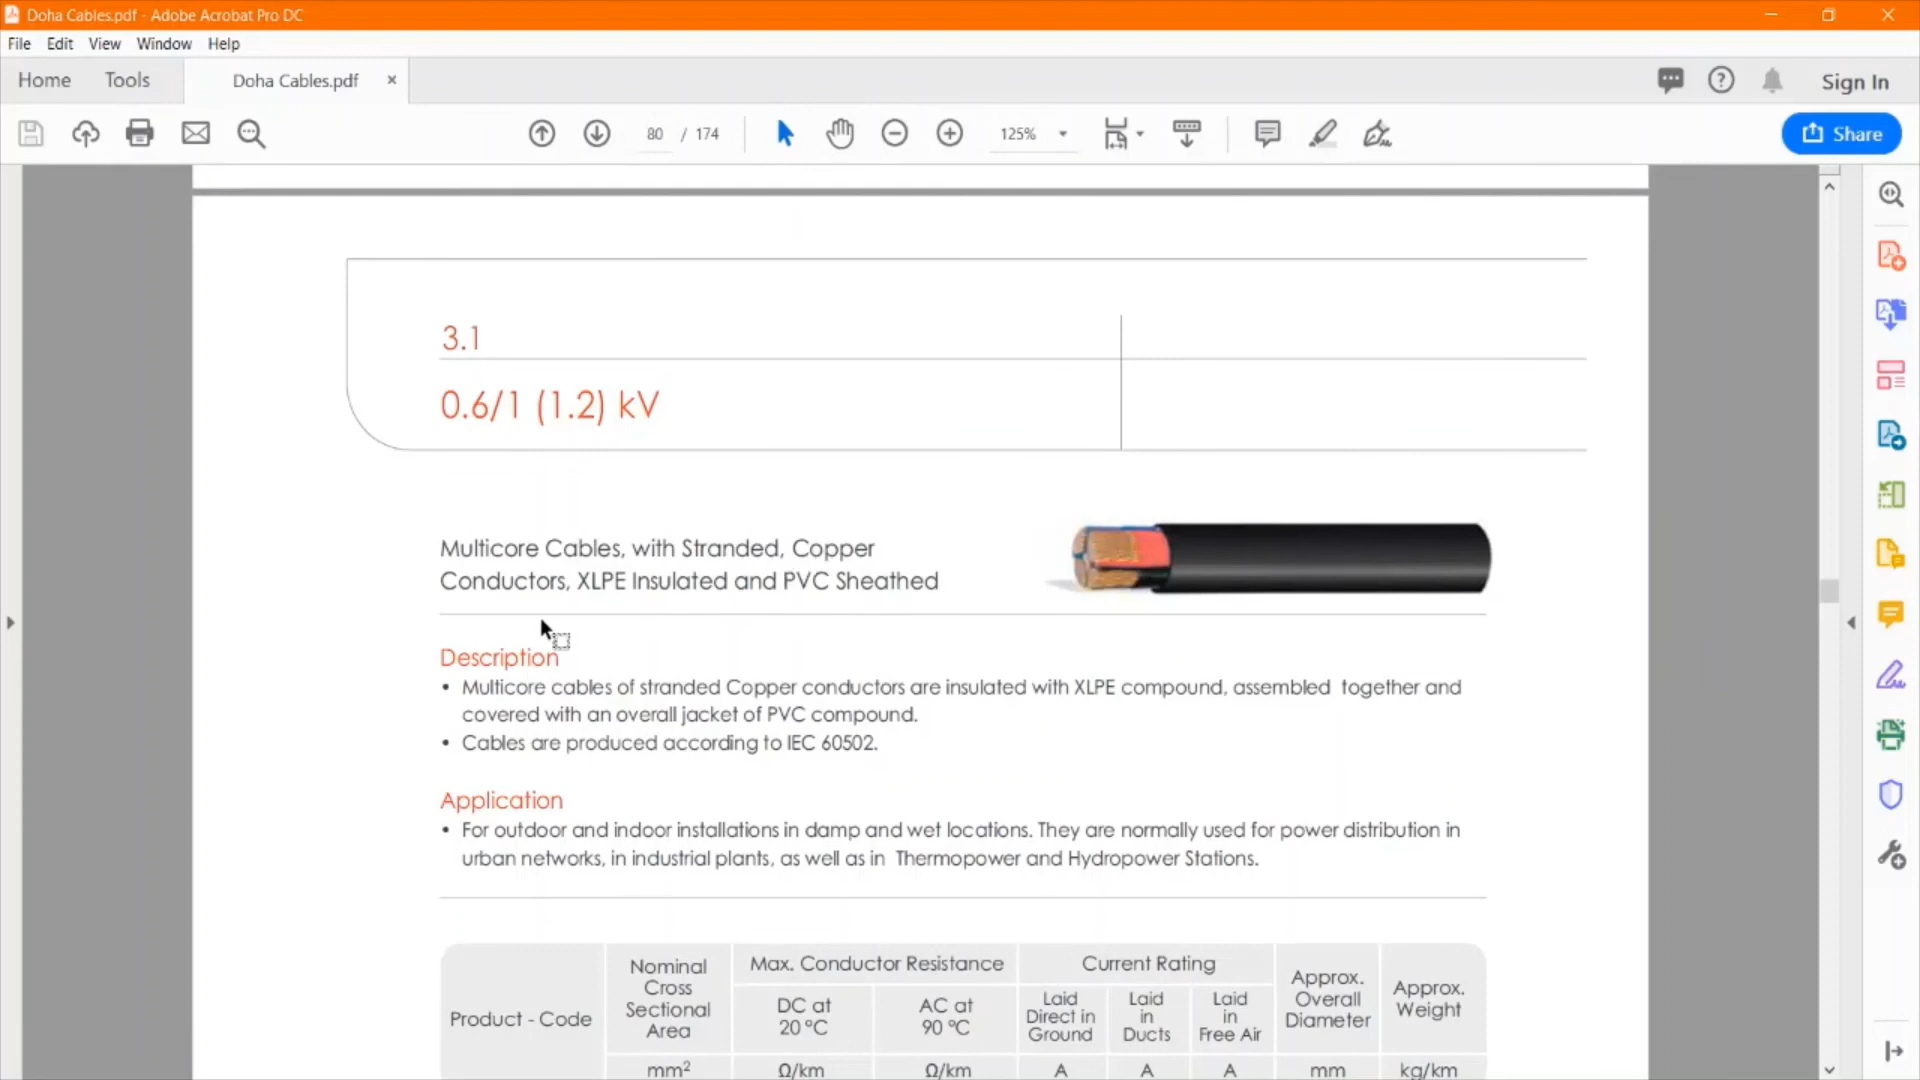 Doha Cables.pdf - Adobe Acrobat Pro DC
File Edit View Window Help
Home Tools Doha Cables.pdf × Sign In
80 / 174 125% Share
3.1
0.6/1 (1.2) kV
Multicore Cables, with Stranded, Copper
Conductors, XLPE Insulated and PVC Sheathed
Description
• Multicore cables of stranded Copper conductors are insulated with XLPE compound, assembled together and
covered with an overall jacket of PVC compound.
• Cables are produced according to IEC 60502.
Application
• For outdoor and indoor installations in damp and wet locations. They are normally used for power distribution in
urban networks, in industrial plants, as well as in Thermopower and Hydropower Stations.
Product - Code
Nominal
Cross
Sectional
Area
Max. Conductor Resistance
DC at
20 °C
AC at
90 °C
Current Rating
Laid
Direct in
Ground
Laid
in
Ducts
Laid
in
Free Air
Approx.
Overall
Diameter
Approx.
Weight
mm² Ω/km Ω/km A A A mm kg/km